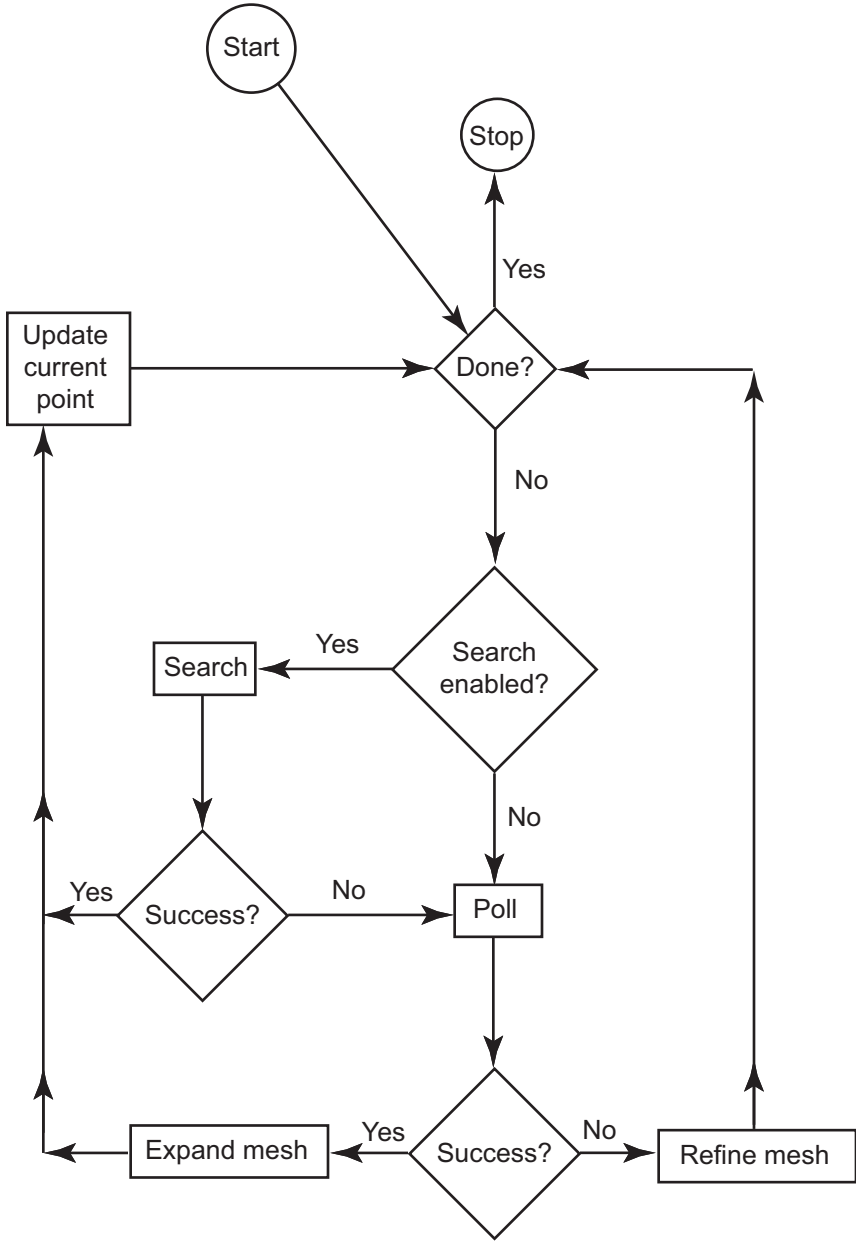 Start
Stop
Yes
Update
current
point
Done?
No
Yes
Search
Search
enabled?
No
Yes
Success?
No
Poll
Expand mesh
Yes
Success?
No
Refine mesh